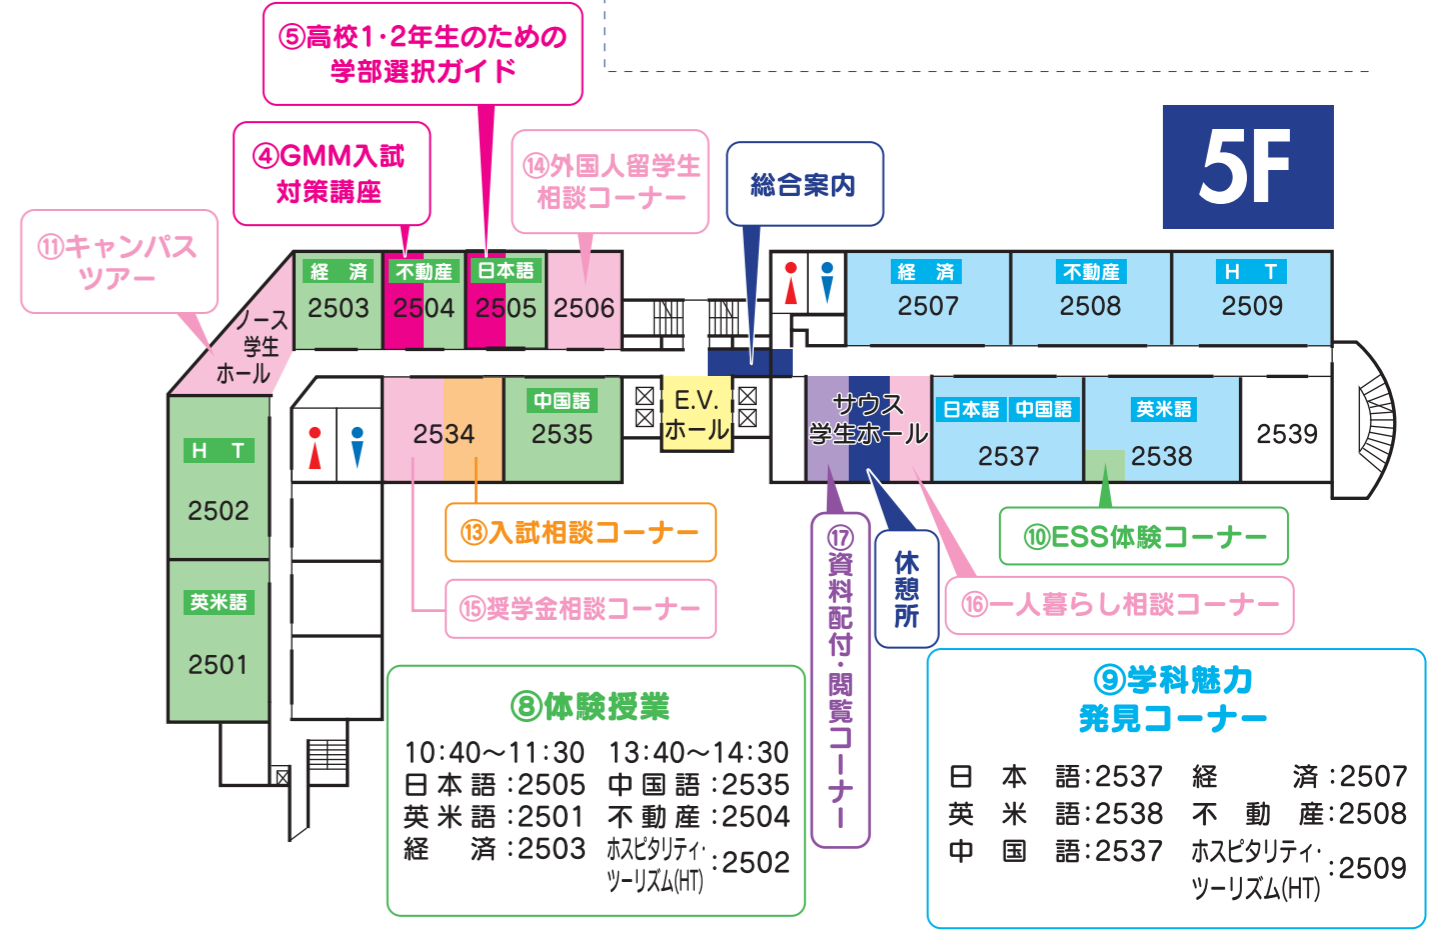 ⑤高校1・2年生のための
学部選択ガイド
5F
④GMM入試
対策講座
⑭外国人留学生
相談コーナー
総合案内
⑪キャンパス
ツアー
経 済
2503
不動産
2504
日本語
2505
2506
経 済
2507
不動産
2508
H T
2509
ノース
学生
ホール
2534
中国語
2535
E.V.
ホール
サウス
学生ホール
日本語 中国語
2537
英米語
2538
2539
H T
2502
英米語
2501
⑬入試相談コーナー
⑮奨学金相談コーナー
⑰資料配付・閲覧コーナー
休憩所
⑩ESS体験コーナー
⑯一人暮らし相談コーナー
⑧体験授業
10:40〜11:30 13:40〜14:30
日本語:2505 中国語:2535
英米語:2501 不動産:2504
経 済:2503 ホスピタリティ・
ツーリズム(HT):2502
⑨学科魅力
発見コーナー
日本語:2537 経 済:2507
英米語:2538 不動産:2508
中国語:2537 ホスピタリティ・
ツーリズム(HT):2509